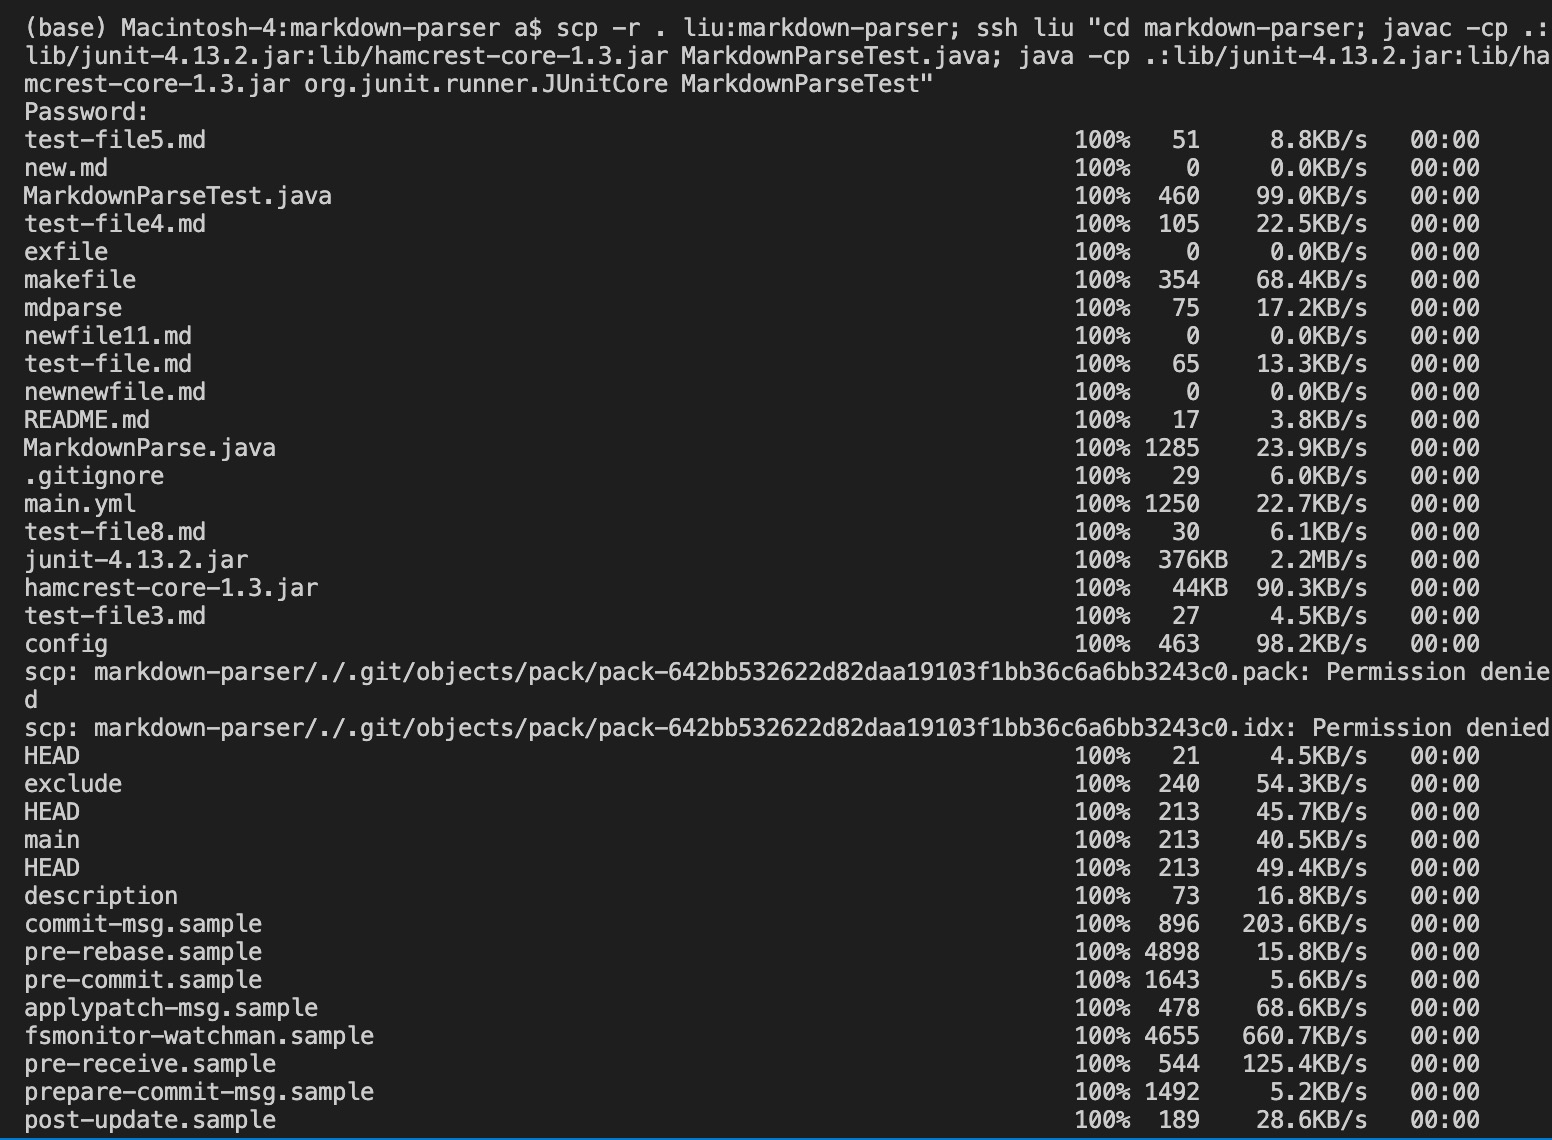 (base) Macintosh-4:markdown-parser a$ scp -r . liu:markdown-parser; ssh liu "cd markdown-parser; javac -cp .:
lib/junit-4.13.2.jar:lib/hamcrest-core-1.3.jar MarkdownParseTest.java; java -cp .:lib/junit-4.13.2.jar:lib/ha
mcrest-core-1.3.jar org.junit.runner.JUnitCore MarkdownParseTest"
Password:
test-file5.md 100% 51 8.8KB/s 00:00
new.md 100% 0 0.0KB/s 00:00
MarkdownParseTest.java 100% 460 99.0KB/s 00:00
test-file4.md 100% 105 22.5KB/s 00:00
exfile 100% 0 0.0KB/s 00:00
makefile 100% 354 68.4KB/s 00:00
mdparse 100% 75 17.2KB/s 00:00
newfile11.md 100% 0 0.0KB/s 00:00
test-file.md 100% 65 13.3KB/s 00:00
newnewfile.md 100% 0 0.0KB/s 00:00
README.md 100% 17 3.8KB/s 00:00
MarkdownParse.java 100% 1285 23.9KB/s 00:00
.gitignore 100% 29 6.0KB/s 00:00
main.yml 100% 1250 22.7KB/s 00:00
test-file8.md 100% 30 6.1KB/s 00:00
junit-4.13.2.jar 100% 376KB 2.2MB/s 00:00
hamcrest-core-1.3.jar 100% 44KB 90.3KB/s 00:00
test-file3.md 100% 27 4.5KB/s 00:00
config 100% 463 98.2KB/s 00:00
scp: markdown-parser/./.git/objects/pack/pack-642bb532622d82daa19103f1bb36c6a6bb3243c0.pack: Permission denie
d
scp: markdown-parser/./.git/objects/pack/pack-642bb532622d82daa19103f1bb36c6a6bb3243c0.idx: Permission denied
HEAD 100% 21 4.5KB/s 00:00
exclude 100% 240 54.3KB/s 00:00
HEAD 100% 213 45.7KB/s 00:00
main 100% 213 40.5KB/s 00:00
HEAD 100% 213 49.4KB/s 00:00
description 100% 73 16.8KB/s 00:00
commit-msg.sample 100% 896 203.6KB/s 00:00
pre-rebase.sample 100% 4898 15.8KB/s 00:00
pre-commit.sample 100% 1643 5.6KB/s 00:00
applypatch-msg.sample 100% 478 68.6KB/s 00:00
fsmonitor-watchman.sample 100% 4655 660.7KB/s 00:00
pre-receive.sample 100% 544 125.4KB/s 00:00
prepare-commit-msg.sample 100% 1492 5.2KB/s 00:00
post-update.sample 100% 189 28.6KB/s 00:00